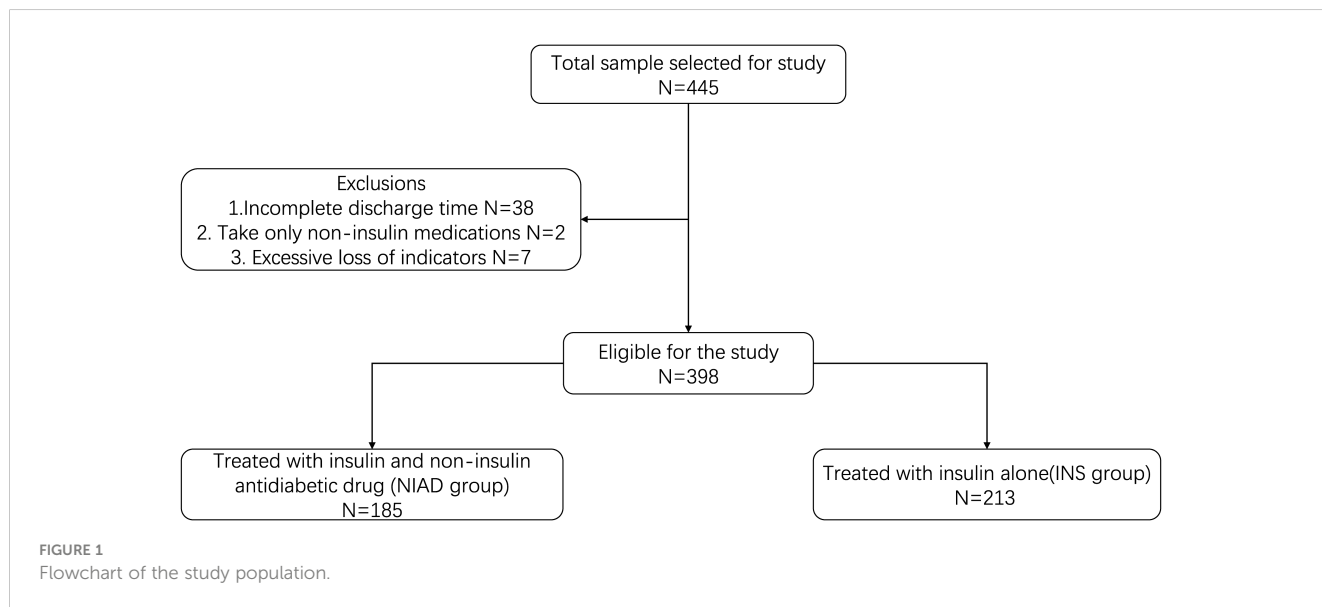 Total sample selected for study
N=445
Exclusions
1.Incomplete discharge time N=38
2. Take only non-insulin medications N=2
3. Excessive loss of indicators N=7
Eligible for the study
N=398
Treated with insulin and non-insulin
antidiabetic drug (NIAD group)
N=185
Treated with insulin alone(INS group)
N=213
FIGURE 1
Flowchart of the study population.